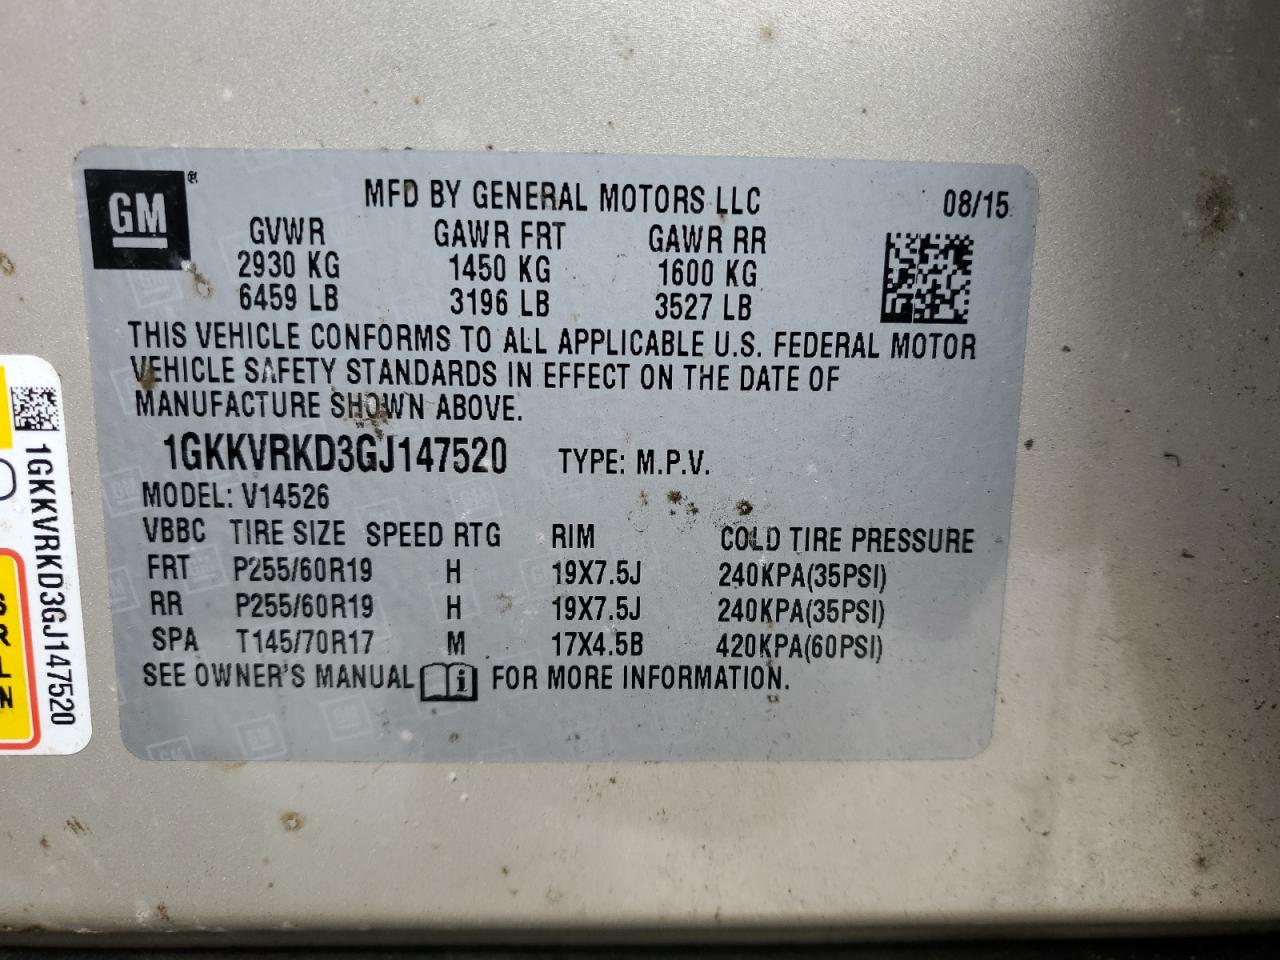 GM®
MFD BY GENERAL MOTORS LLC 08/15
GVWR GAWR FRT GAWR RR
2930 KG 1450 KG 1600 KG
6459 LB 3196 LB 3527 LB
THIS VEHICLE CONFORMS TO ALL APPLICABLE U.S. FEDERAL MOTOR
VEHICLE SAFETY STANDARDS IN EFFECT ON THE DATE OF
MANUFACTURE SHOWN ABOVE.
1GKKVRKD3GJ147520 TYPE: M.P.V.
MODEL: V14526
VBBC TIRE SIZE SPEED RTG RIM COLD TIRE PRESSURE
FRT P255/60R19 H 19X7.5J 240KPA(35PSI)
RR P255/60R19 H 19X7.5J 240KPA(35PSI)
SPA T145/70R17 M 17X4.5B 420KPA(60PSI)
SEE OWNER'S MANUAL i FOR MORE INFORMATION.
1GKKVRKD3GJ147520